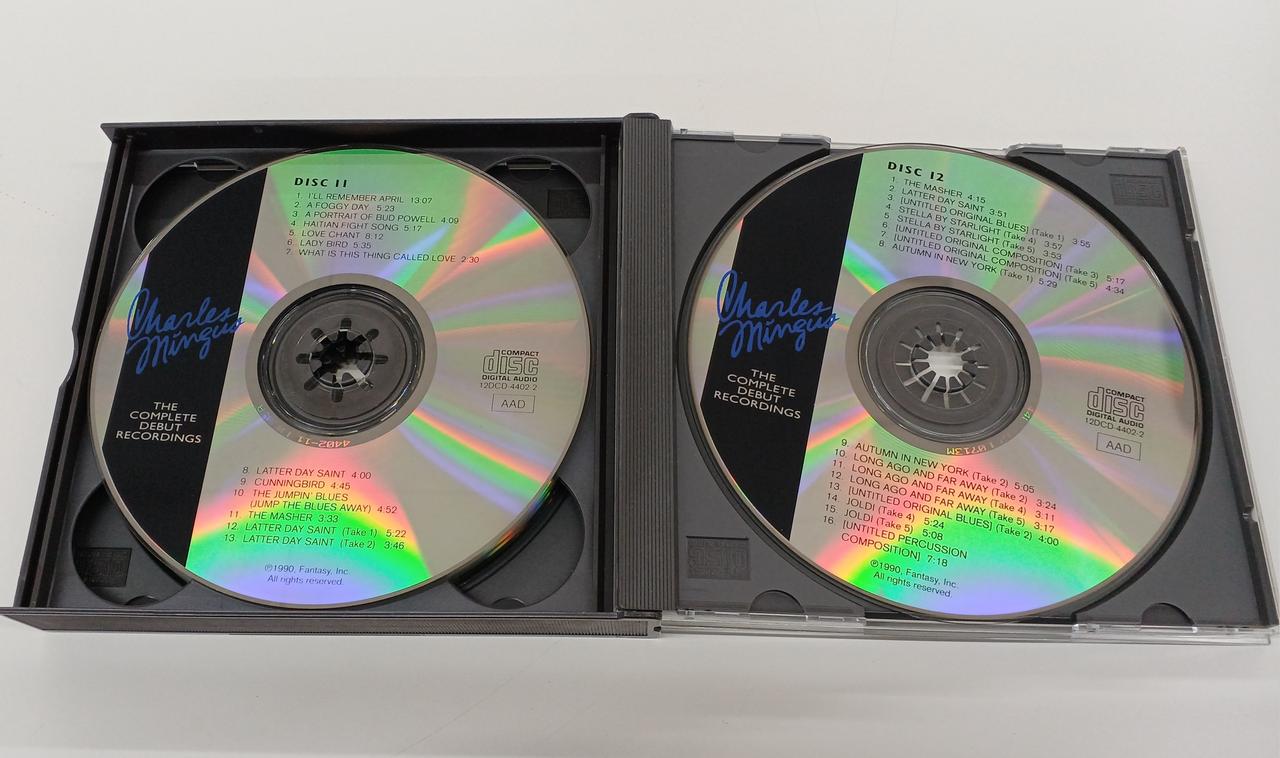 DISC 11
1. I'LL REMEMBER APRIL 13:07
2. A FOGGY DAY 5:23
3 A PORTRAIT OF BUD POWELL 4:09
4. HAITIAN FIGHT SONG 5:17
5. LOVE CHANT 8:12
6. LADY BIRD 5:35
7. WHAT IS THIS THING CALLED LOVE 2:30
Charles
Mingus
THE
COMPLETE
DEBUT
RECORDINGS
COMPACT
disc
DIGITAL AUDIO
12DCD-4402-2
AAD
8. LATTER DAY SAINT 4:00
9. CUNNINGBIRD 4:45
10. THE JUMPIN' BLUES
(JUMP THE BLUES AWAY) 4:52
11. THE MASHER 3:33
12. LATTER DAY SAINT (Take 1) 5:22
13. LATTER DAY SAINT (Take 2) 3:46
℗1990, Fantasy, Inc.
All rights reserved.
DISC 12
1. THE MASHER 4:15
2 LATTER DAY SAINT 3:51
3 [UNTITLED ORIGINAL BLUES] (Take 1) 3:55
4 STELLA BY STARLIGHT (Take 4) 3:57
5 STELLA BY STARLIGHT (Take 5) 3:53
6. [UNTITLED ORIGINAL COMPOSITION] (Take 3) 5:17
7. [UNTITLED ORIGINAL COMPOSITION] (Take 5) 4:34
8. AUTUMN IN NEW YORK (Take 1) 5:29
Charles
Mingus
THE
COMPLETE
DEBUT
RECORDINGS
COMPACT
disc
DIGITAL AUDIO
12DCD-4402-2
AAD
9. AUTUMN IN NEW YORK (Take 2) 5:05
10. LONG AGO AND FAR AWAY (Take 2) 3:24
11. LONG AGO AND FAR AWAY (Take 4) 3:11
12. LONG AGO AND FAR AWAY (Take 5) 3:17
13. [UNTITLED ORIGINAL BLUES] (Take 2) 4:00
14. JOLDI (Take 4) 5:24
15. JOLDI (Take 5) 5:08
16. [UNTITLED PERCUSSION
COMPOSITION] 7:18
℗1990, Fantasy, Inc.
All rights reserved.